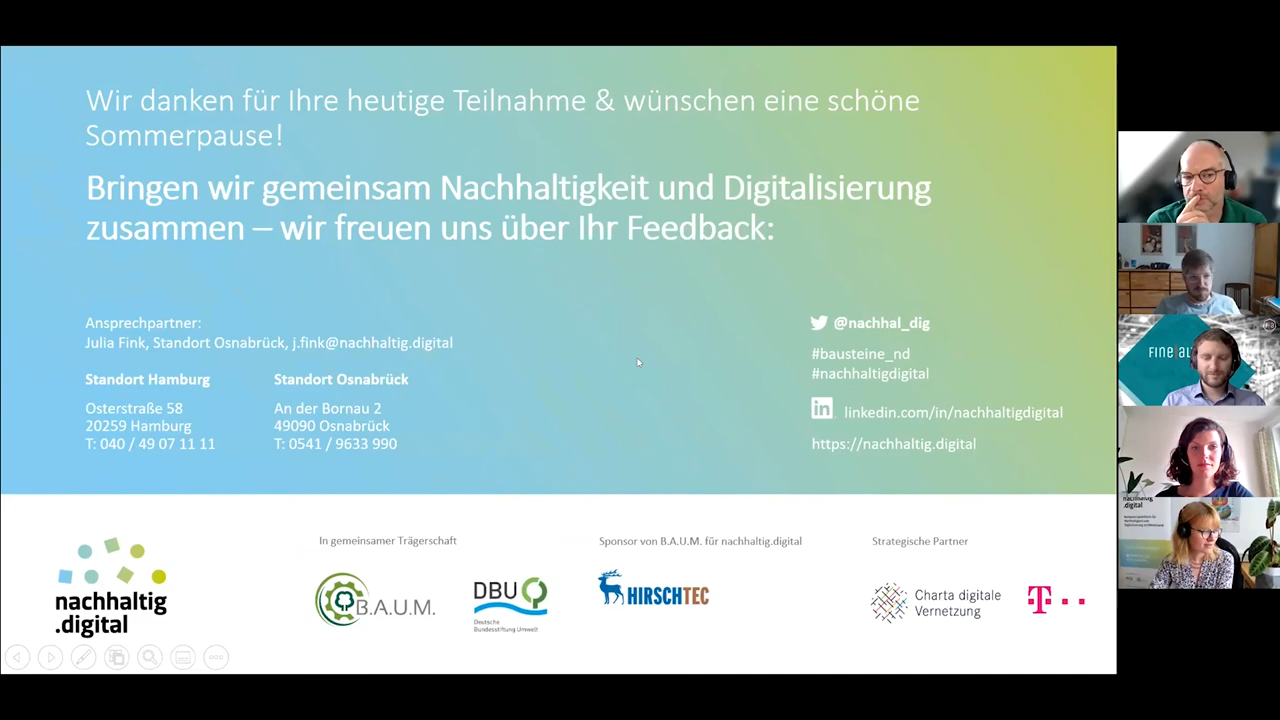 Wir danken für Ihre heutige Teilnahme & wünschen eine schöne
Sommerpause!
Bringen wir gemeinsam Nachhaltigkeit und Digitalisierung
zusammen – wir freuen uns über Ihr Feedback:
Ansprechpartner:
Julia Fink, Standort Osnabrück, j.fink@nachhaltig.digital
Standort Hamburg
Osterstraße 58
20259 Hamburg
T: 040 / 49 07 11 11
Standort Osnabrück
An der Bornau 2
49090 Osnabrück
T: 0541 / 9633 990
@nachhal_dig
#bausteine_nd
#nachhaltigdigital
linkedin.com/in/nachhaltigdigital
https://nachhaltig.digital
nachhaltig
.digital
In gemeinsamer Trägerschaft
B.A.U.M.
DBU
Deutsche
Bundesstiftung Umwelt
Sponsor von B.A.U.M. für nachhaltig.digital
HIRSCHTEC
Strategische Partner
Charta digitale
Vernetzung
T
FINE AL
nachhaltig
.digital